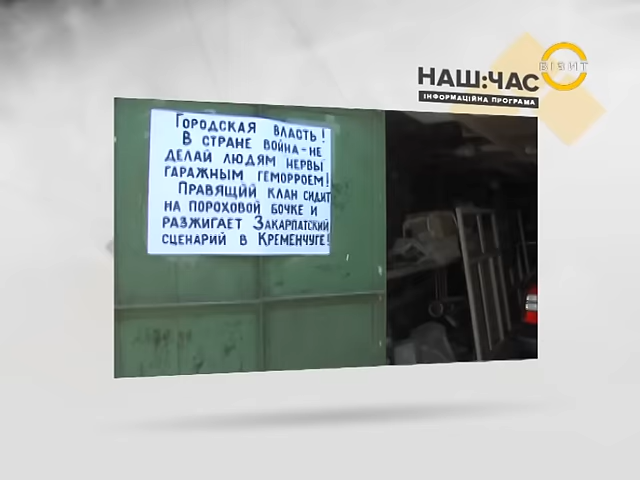 НАШ:ЧАС
ІНФОРМАЦІЙНА ПРОГРАМА
ВІЗИТ
ГОРОДСКАЯ ВЛАСТЬ!
В СТРАНЕ ВОЙНА-НЕ
ДЕЛАЙ ЛЮДЯМ НЕРВЫ
ГАРАЖНЫМ ГЕМОРРОЕМ!
ПРАВЯЩИЙ КЛАН СИДИТ
НА ПОРОХОВОЙ БОЧКЕ И
РАЗЖИГАЕТ ЗАКАРПАТСКИЙ
СЦЕНАРИЙ В КРЕМЕНЧУГЕ!